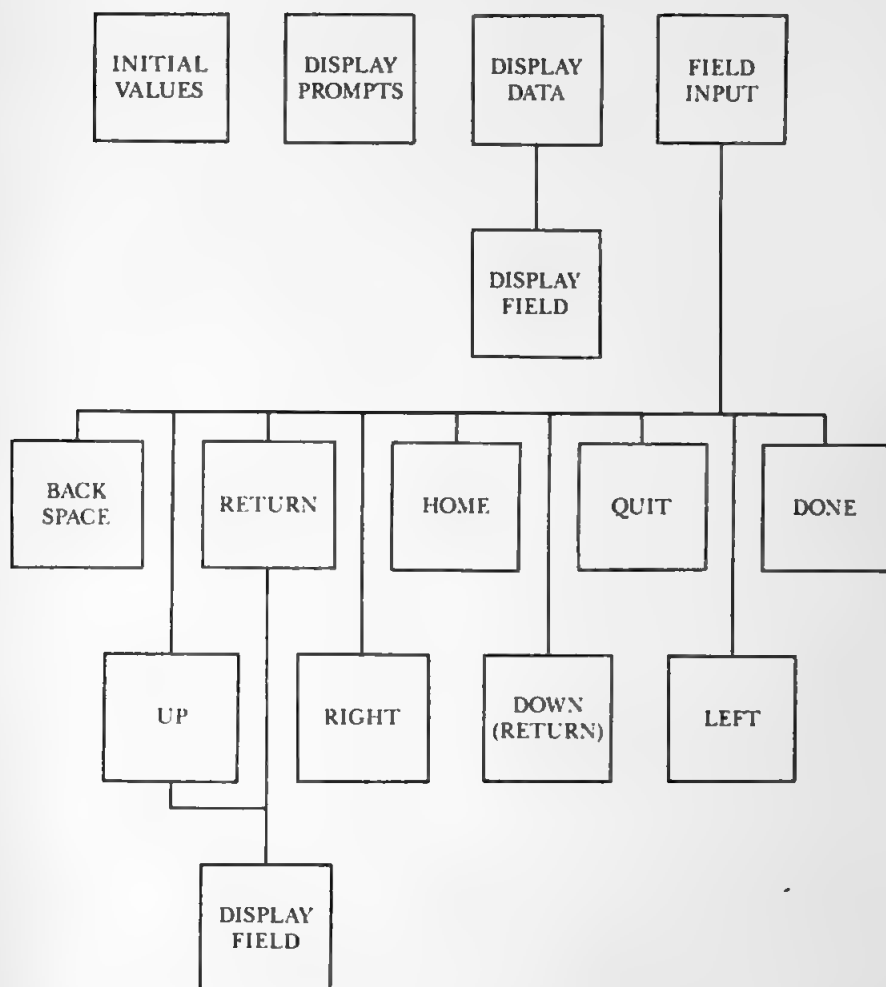 INITIAL
VALUES
DISPLAY
PROMPTS
DISPLAY
DATA
FIELD
INPUT
DISPLAY
FIELD
BACK
SPACE
RETURN
HOME
QUIT
DONE
UP
RIGHT
DOWN
(RETURN)
LEFT
DISPLAY
FIELD